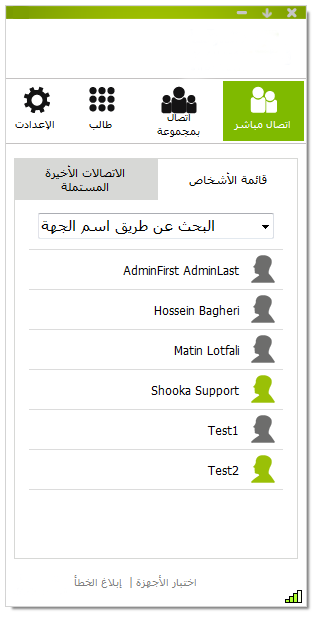 اتصال مباشر
اتصال
بمجموعة
طالب
الإعدادت
قائمة الأشخاص
الاتصالات الأخيرة
المستملة
البحث عن طريق اسم الجهة
AdminFirst AdminLast
Hossein Bagheri
Matin Lotfali
Shooka Support
Test1
Test2
اختبار الأجهزة | إبلاغ الخطأ